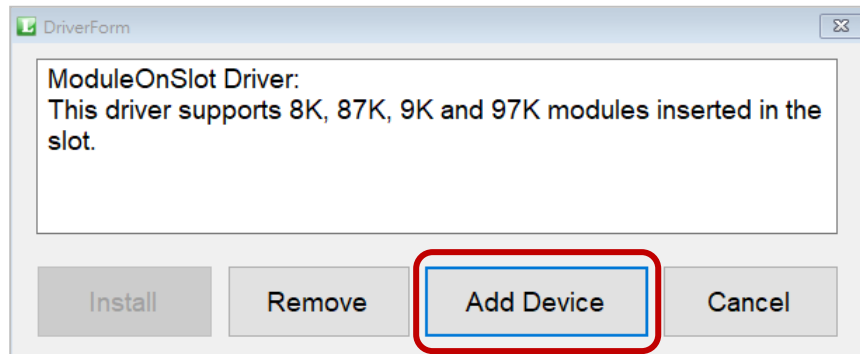 L DriverForm
ModuleOnSlot Driver:
This driver supports 8K, 87K, 9K and 97K modules inserted in the
slot.
Install Remove Add Device Cancel